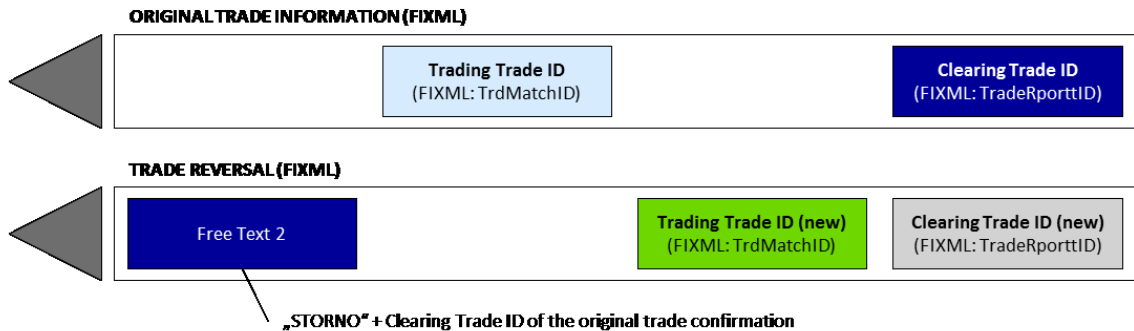 ORIGINAL TRADE INFORMATION (FIXML)
Trading Trade ID
(FIXML: TrdMatchID)
Clearing Trade ID
(FIXML: TradeRporttID)
TRADE REVERSAL (FIXML)
Free Text 2
Trading Trade ID (new)
(FIXML: TrdMatchID)
Clearing Trade ID (new)
(FIXML: TradeRporttID)
„STORNO“ + Clearing Trade ID of the original trade confirmation